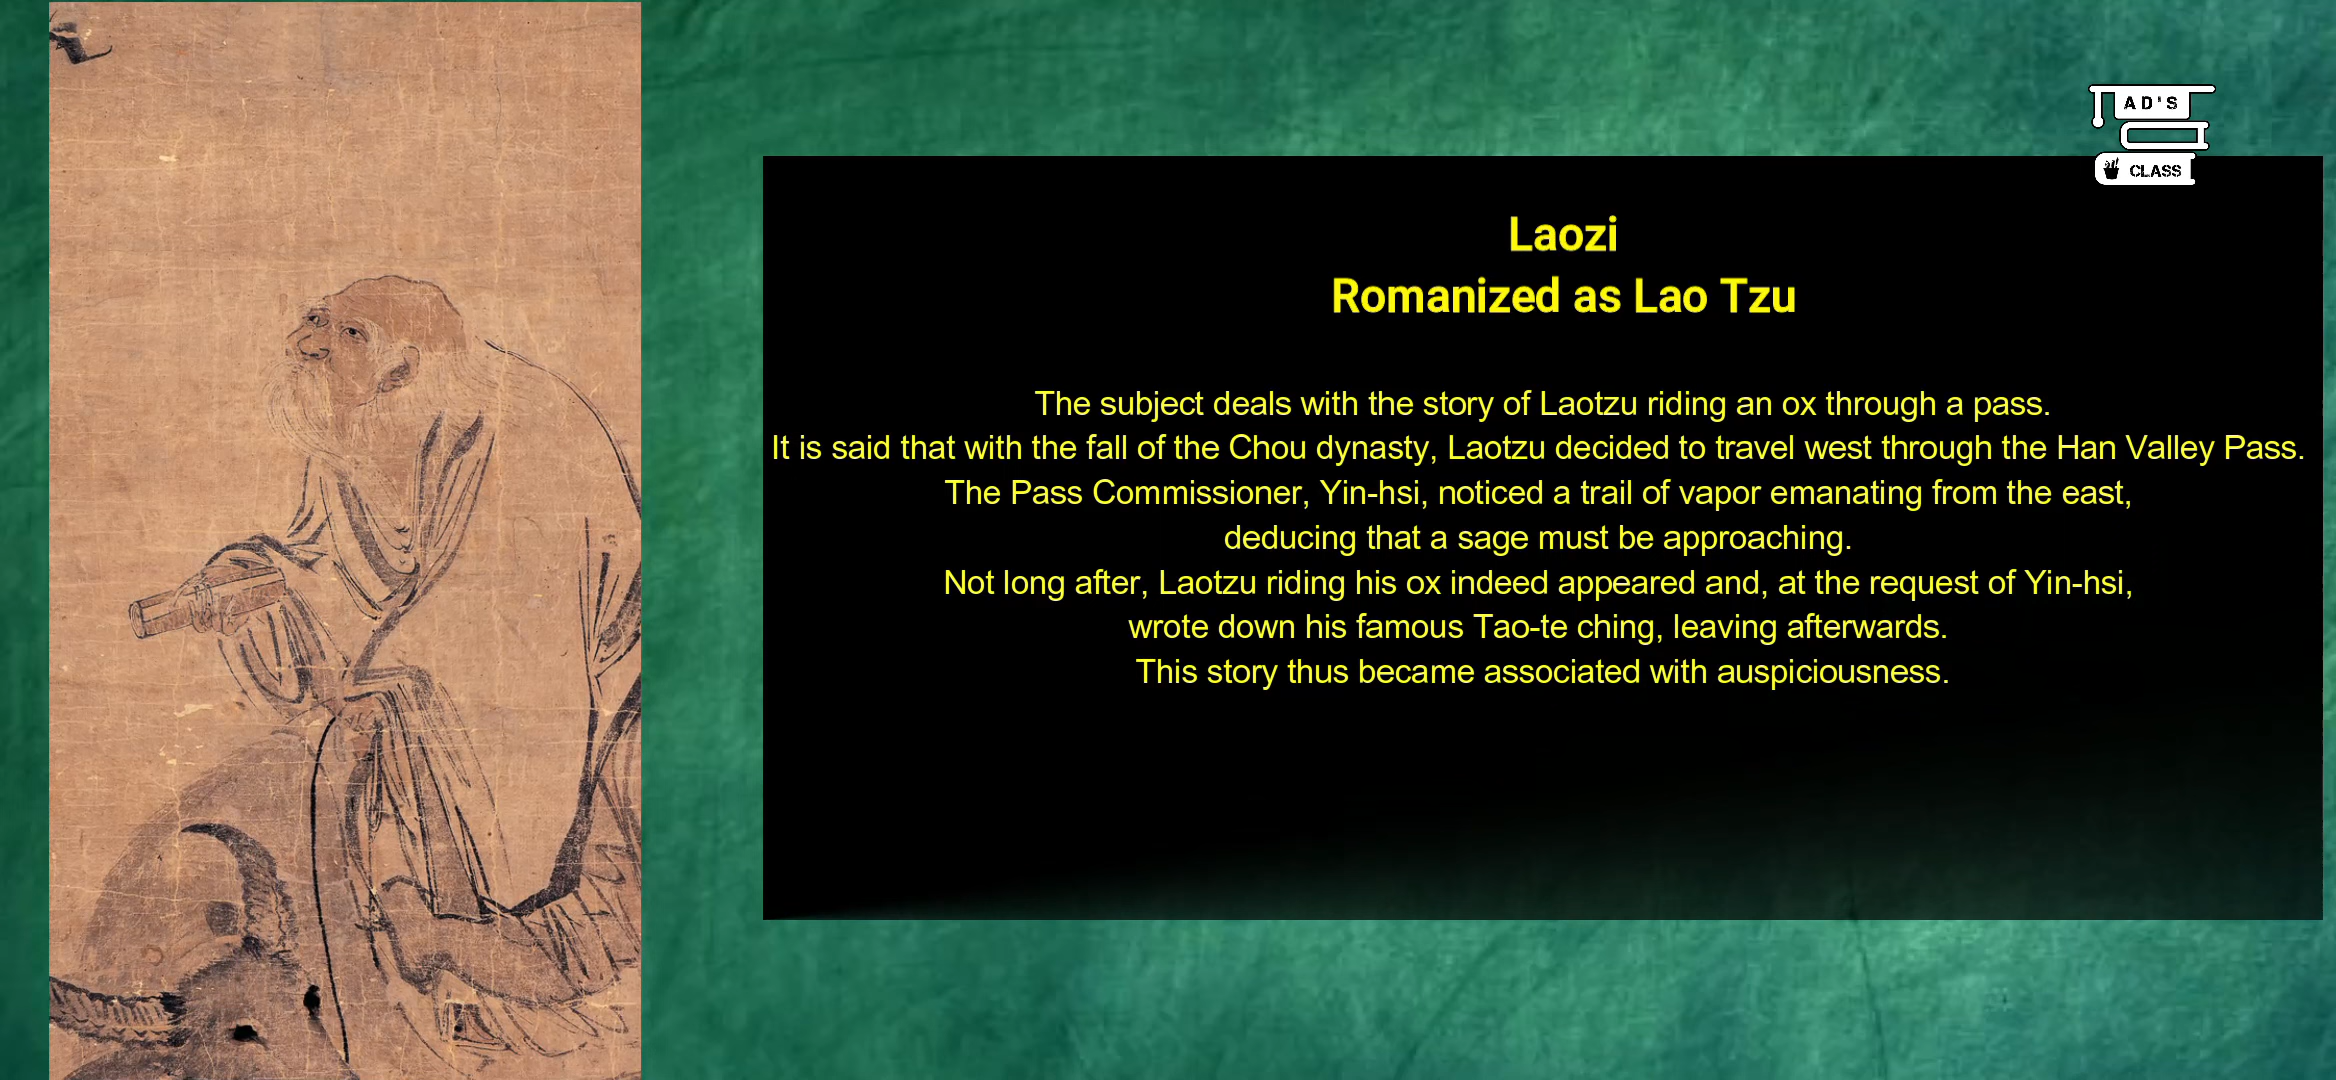 AD'S
CLASS
Laozi
Romanized as Lao Tzu
The subject deals with the story of Laotzu riding an ox through a pass.
It is said that with the fall of the Chou dynasty, Laotzu decided to travel west through the Han Valley Pass.
The Pass Commissioner, Yin-hsi, noticed a trail of vapor emanating from the east,
deducing that a sage must be approaching.
Not long after, Laotzu riding his ox indeed appeared and, at the request of Yin-hsi,
wrote down his famous Tao-te ching, leaving afterwards.
This story thus became associated with auspiciousness.